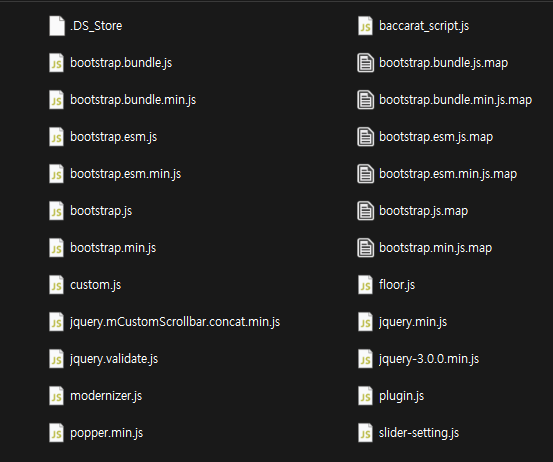 .DS_Store
baccarat_script.js
bootstrap.bundle.js
bootstrap.bundle.js.map
bootstrap.bundle.min.js
bootstrap.bundle.min.js.map
bootstrap.esm.js
bootstrap.esm.js.map
bootstrap.esm.min.js
bootstrap.esm.min.js.map
bootstrap.js
bootstrap.js.map
bootstrap.min.js
bootstrap.min.js.map
custom.js
floor.js
jquery.mCustomScrollbar.concat.min.js
jquery.min.js
jquery.validate.js
jquery-3.0.0.min.js
modernizer.js
plugin.js
popper.min.js
slider-setting.js